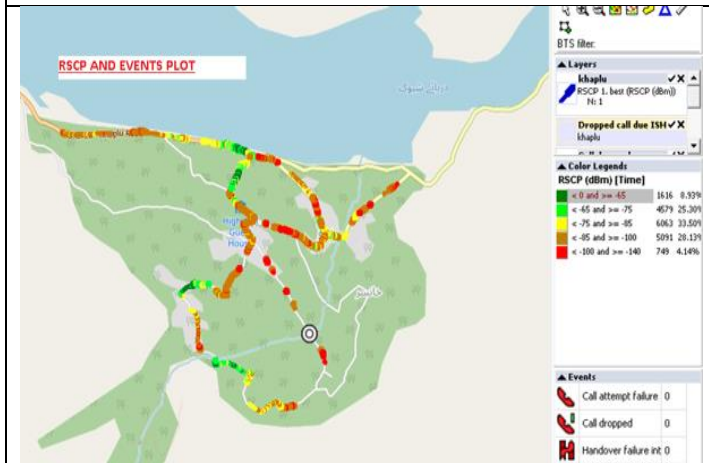 RSCP AND EVENTS PLOT
BTS filter:
Layers
khaplu
RSCP 1. best (RSCP (dBm))
N: 1
Dropped call due ISH
khaplu
Color Legends
RSCP (dBm) [Time]
< 0 and >= -65 1616 8.93%
< -65 and >= -75 4579 25.30%
< -75 and >= -85 6063 33.50%
< -85 and >= -100 5091 28.13%
< -100 and >= -140 749 4.14%
Events
Call attempt failure 0
Call dropped 0
Handover failure int 0